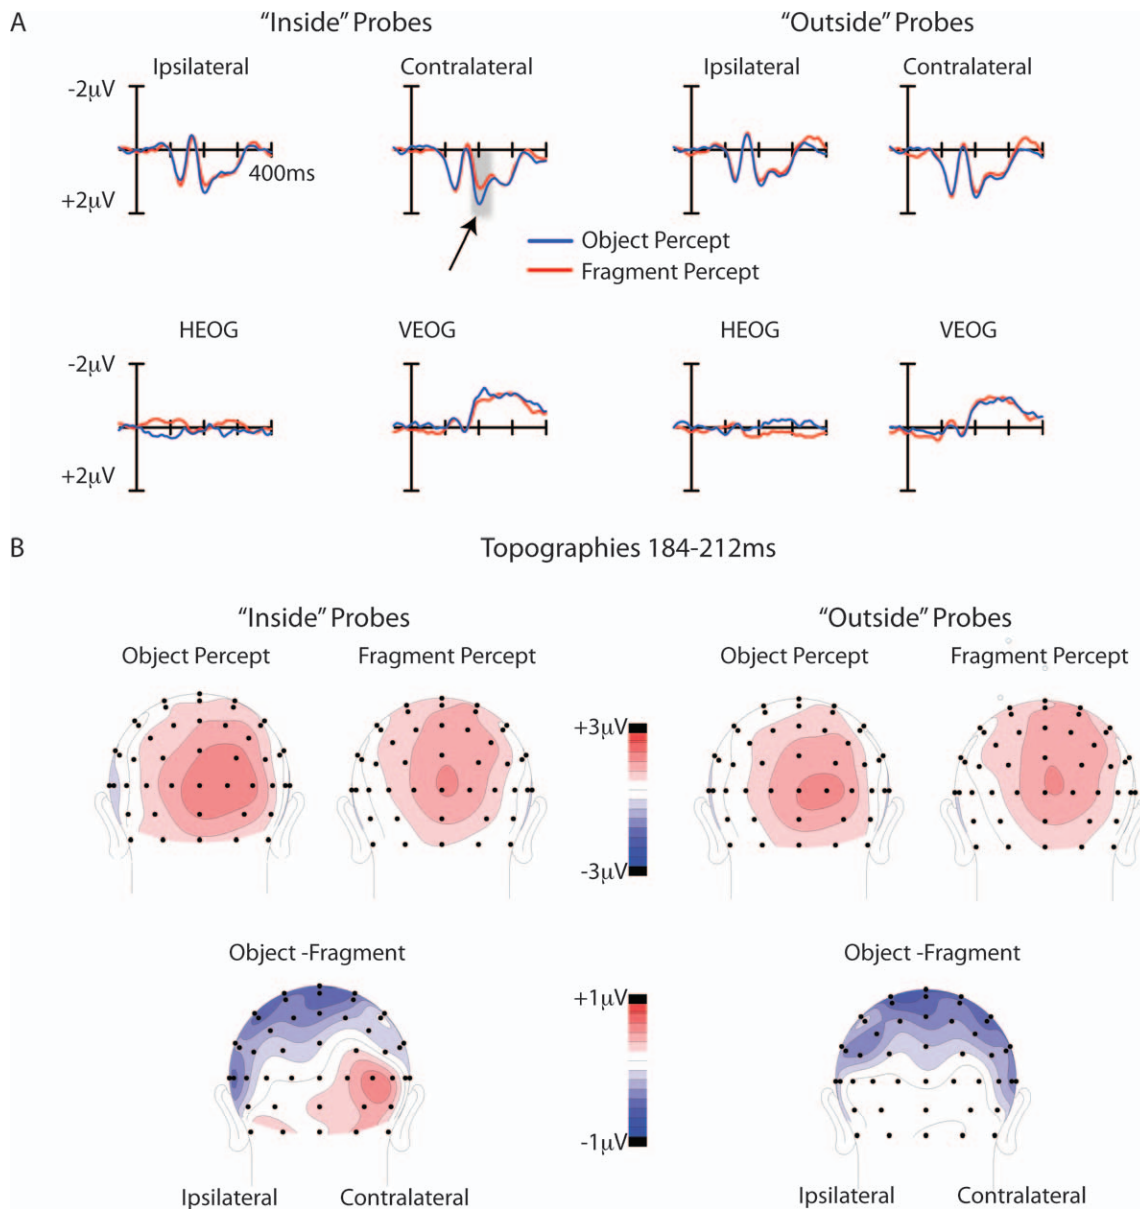 A
“Inside” Probes
“Outside” Probes
Ipsilateral
Contralateral
Ipsilateral
Contralateral
-2μV
400ms
+2μV
Object Percept
Fragment Percept
HEOG
VEOG
HEOG
VEOG
-2μV
+2μV
B
Topographies 184-212ms
“Inside” Probes
“Outside” Probes
Object Percept
Fragment Percept
Object Percept
Fragment Percept
+3μV
-3μV
Object -Fragment
Object -Fragment
+1μV
-1μV
Ipsilateral
Contralateral
Ipsilateral
Contralateral